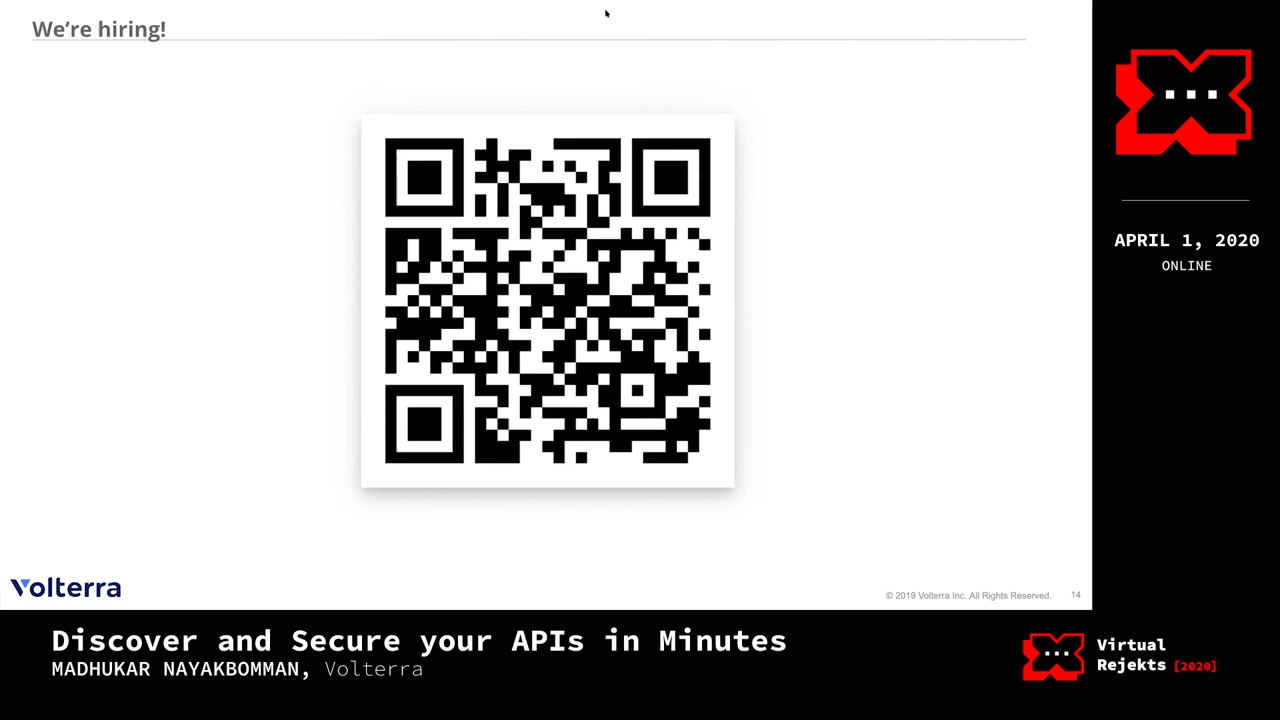 We're hiring!
APRIL 1, 2020
ONLINE
Volterra
© 2019 Volterra Inc. All Rights Reserved.
14
Discover and Secure your APIs in Minutes
MADHUKAR NAYAKBOMMAN, Volterra
Virtual
Rejekts [2020]